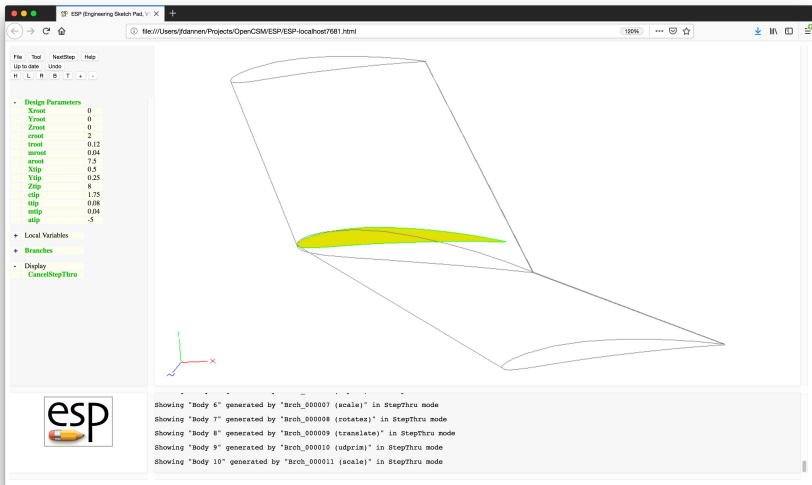 ESP (Engineering Sketch Pad, V
file:///Users/jfdannen/Projects/OpenCSM/ESP/ESP-localhost7681.html
120%
File Tool NextStep Help
Up to date Undo
H L R B T + -
- Design Parameters
Xroot 0
Yroot 0
Zroot 0
croot 2
troot 0.12
mroot 0.04
aroot 7.5
Xtip 0.5
Ytip 0.25
Ztip 8
ctip 1.75
ttip 0.08
mtip 0.04
atip -5
+ Local Variables
+ Branches
- Display
CancelStepThru
Y
X
Z
esp
Showing "Body 6" generated by "Brch_000007 (scale)" in StepThru mode
Showing "Body 7" generated by "Brch_000008 (rotatez)" in StepThru mode
Showing "Body 8" generated by "Brch_000009 (translate)" in StepThru mode
Showing "Body 9" generated by "Brch_000010 (udprim)" in StepThru mode
Showing "Body 10" generated by "Brch_000011 (scale)" in StepThru mode